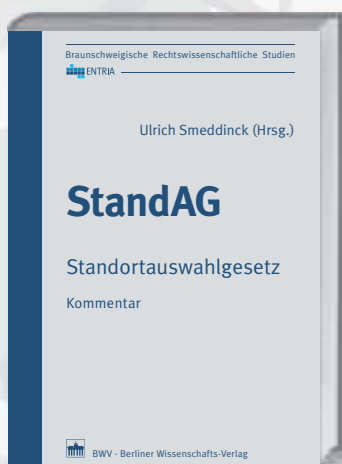 Braunschweigische Rechtswissenschaftliche Studien
ENTRIA
Ulrich Smeddinck (Hrsg.)
StandAG
Standortauswahlgesetz
Kommentar
BWV · Berliner Wissenschafts-Verlag